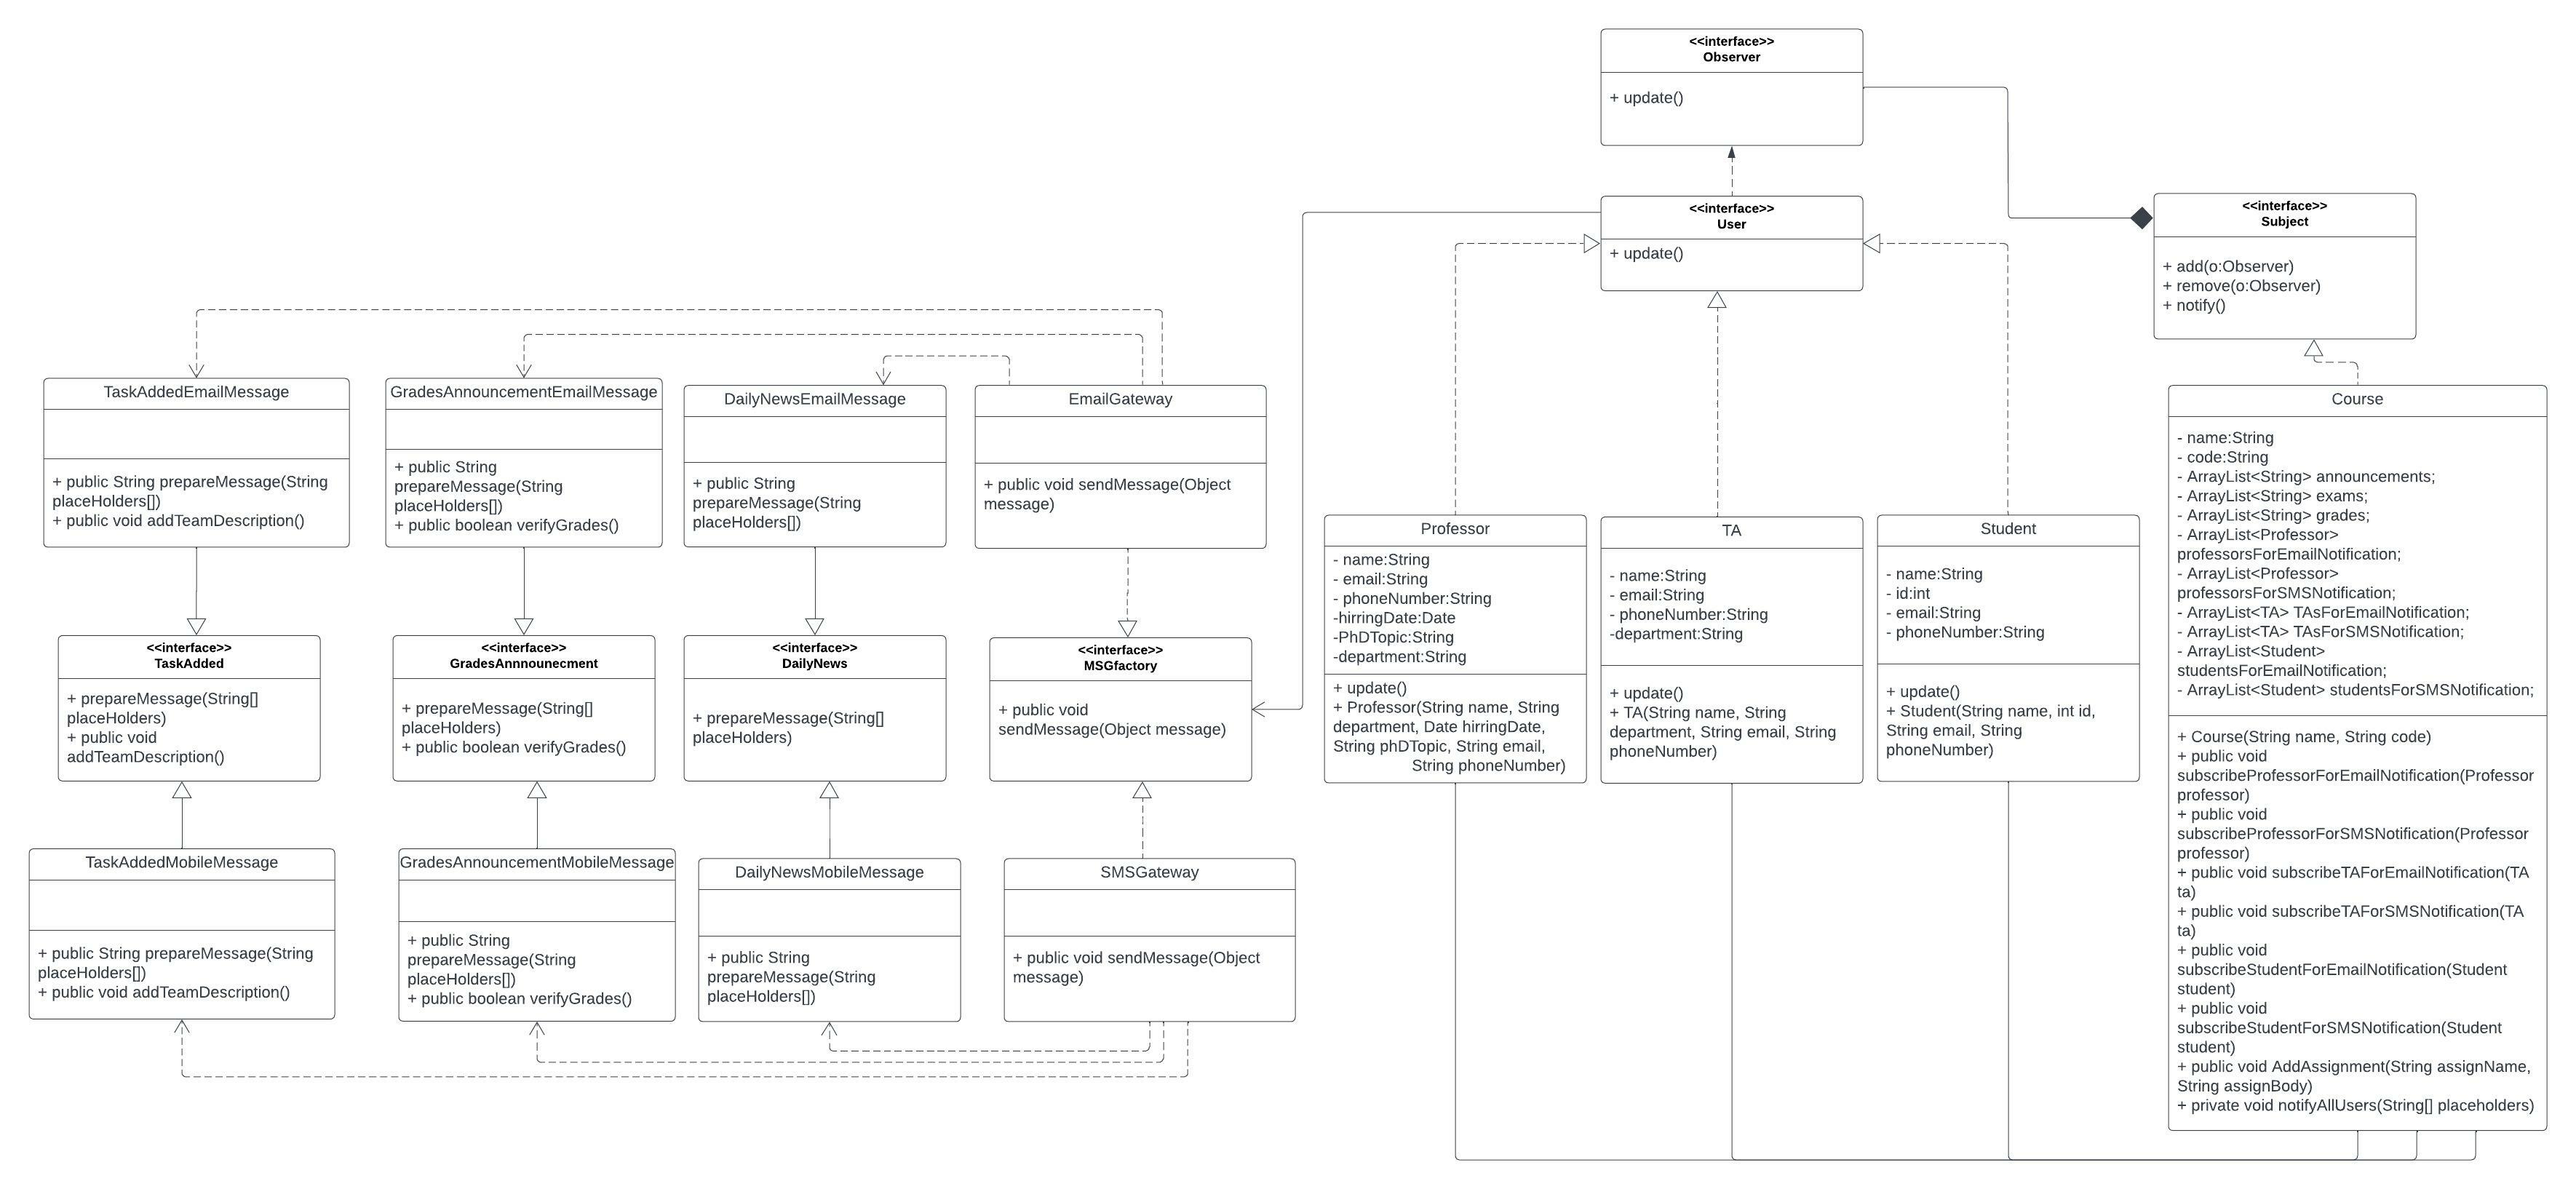 <<interface>>
Observer
+ update()
<<interface>>
User
+ update()
<<interface>>
Subject
+ add(o:Observer)
+ remove(o:Observer)
+ notify()
TaskAddedEmailMessage
+ public String prepareMessage(String
placeHolders[])
+ public void addTeamDescription()
GradesAnnouncementEmailMessage
+ public String
prepareMessage(String
placeHolders[])
+ public boolean verifyGrades()
DailyNewsEmailMessage
+ public String
prepareMessage(String
placeHolders[])
EmailGateway
+ public void sendMessage(Object
message)
Professor
- name:String
- email:String
- phoneNumber:String
-hirringDate:Date
-PhDTopic:String
-department:String
+ update()
+ Professor(String name, String
department, Date hirringDate,
String phDTopic, String email,
String phoneNumber)
TA
- name:String
- email:String
- phoneNumber:String
-department:String
+ update()
+ TA(String name, String
department, String email, String
phoneNumber)
Student
- name:String
- id:int
- email:String
- phoneNumber:String
+ update()
+ Student(String name, int id,
String email, String
phoneNumber)
Course
- name:String
- code:String
- ArrayList<String> announcements;
- ArrayList<String> exams;
- ArrayList<String> grades;
- ArrayList<Professor>
professorsForEmailNotification;
- ArrayList<Professor>
professorsForSMSNotification;
- ArrayList<TA> TAsForEmailNotification;
- ArrayList<TA> TAsForSMSNotification;
- ArrayList<Student>
studentsForEmailNotification;
- ArrayList<Student> studentsForSMSNotification;
+ Course(String name, String code)
+ public void
subscribeProfessorForEmailNotification(Professor
professor)
+ public void
subscribeProfessorForSMSNotification(Professor
professor)
+ public void subscribeTAForEmailNotification(TA
ta)
+ public void subscribeTAForSMSNotification(TA
ta)
+ public void
subscribeStudentForEmailNotification(Student
student)
+ public void
subscribeStudentForSMSNotification(Student
student)
+ public void AddAssignment(String assignName,
String assignBody)
+ private void notifyAllUsers(String[] placeholders)
<<interface>>
TaskAdded
+ prepareMessage(String[]
placeHolders)
+ public void
addTeamDescription()
<<interface>>
GradesAnnnounecment
+ prepareMessage(String[]
placeHolders)
+ public boolean verifyGrades()
<<interface>>
DailyNews
+ prepareMessage(String[]
placeHolders)
<<interface>>
MSGfactory
+ public void
sendMessage(Object message)
TaskAddedMobileMessage
+ public String prepareMessage(String
placeHolders[])
+ public void addTeamDescription()
GradesAnnouncementMobileMessage
+ public String
prepareMessage(String
placeHolders[])
+ public boolean verifyGrades()
DailyNewsMobileMessage
+ public String
prepareMessage(String
placeHolders[])
SMSGateway
+ public void sendMessage(Object
message)